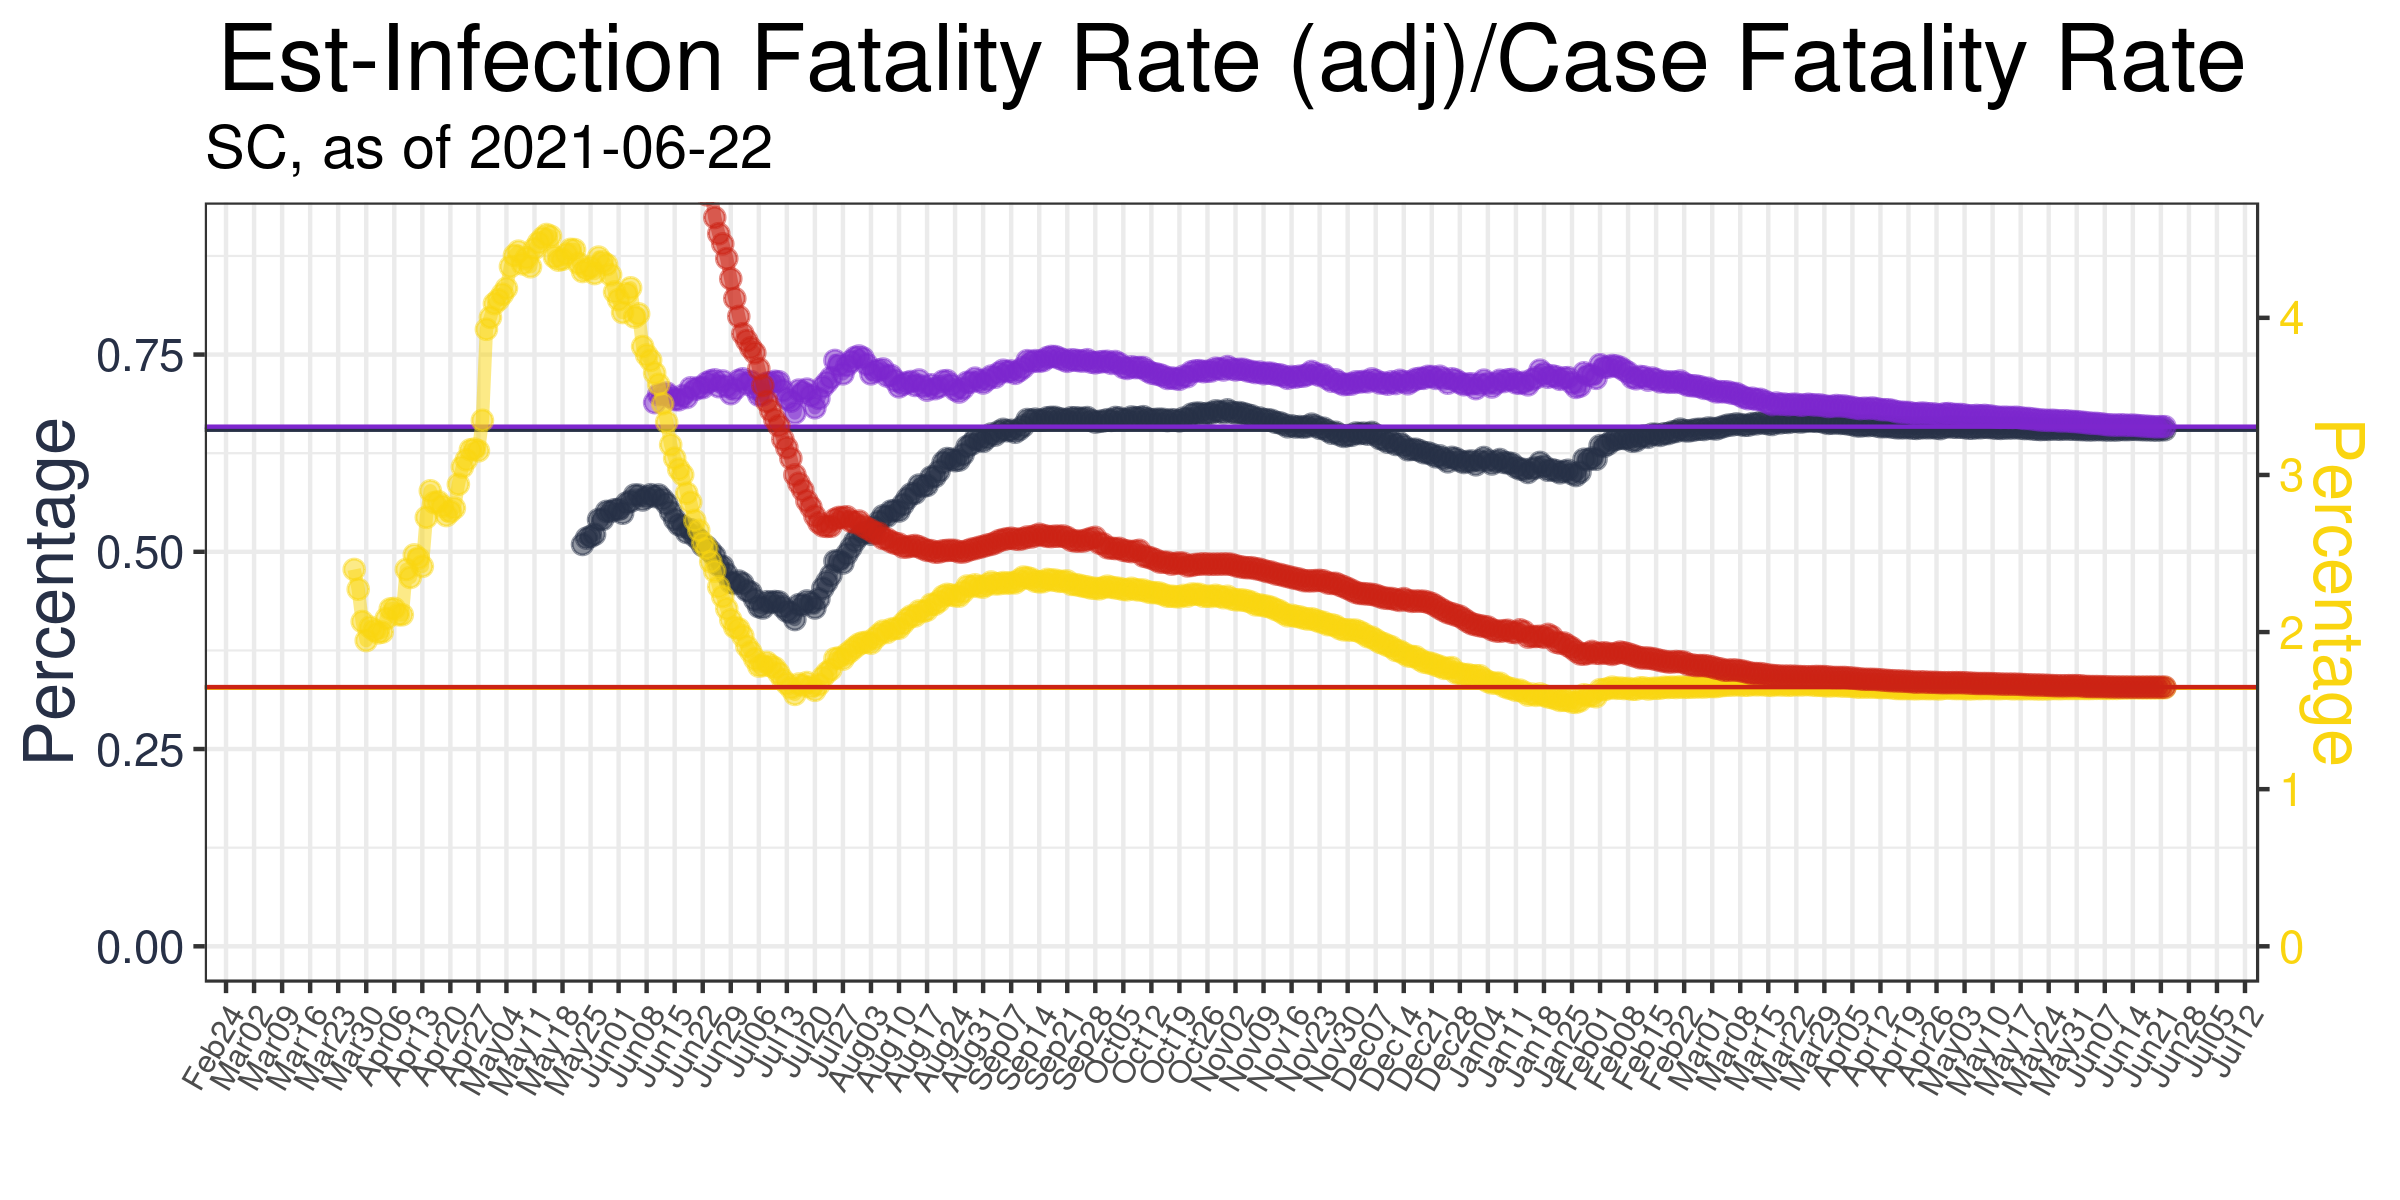 Est-Infection Fatality Rate (adj)/Case Fatality Rate
SC, as of 2021-06-22
Percentage
0.75
0.50
0.25
0.00
4
3
2
1
0
Percentage
Feb24
Mar02
Mar09
Mar16
Mar23
Mar30
Apr06
Apr13
Apr20
Apr27
May04
May11
May18
May25
Jun01
Jun08
Jun15
Jun22
Jun29
Jul06
Jul13
Jul20
Jul27
Aug03
Aug10
Aug17
Aug24
Aug31
Sep07
Sep14
Sep21
Sep28
Oct05
Oct12
Oct19
Oct26
Nov02
Nov09
Nov16
Nov23
Nov30
Dec07
Dec14
Dec21
Dec28
Jan04
Jan11
Jan18
Jan25
Feb01
Feb08
Feb15
Feb22
Mar01
Mar08
Mar15
Mar22
Mar29
Apr05
Apr12
Apr19
Apr26
May03
May10
May17
May24
May31
Jun07
Jun14
Jun21
Jun28
Jul05
Jul12